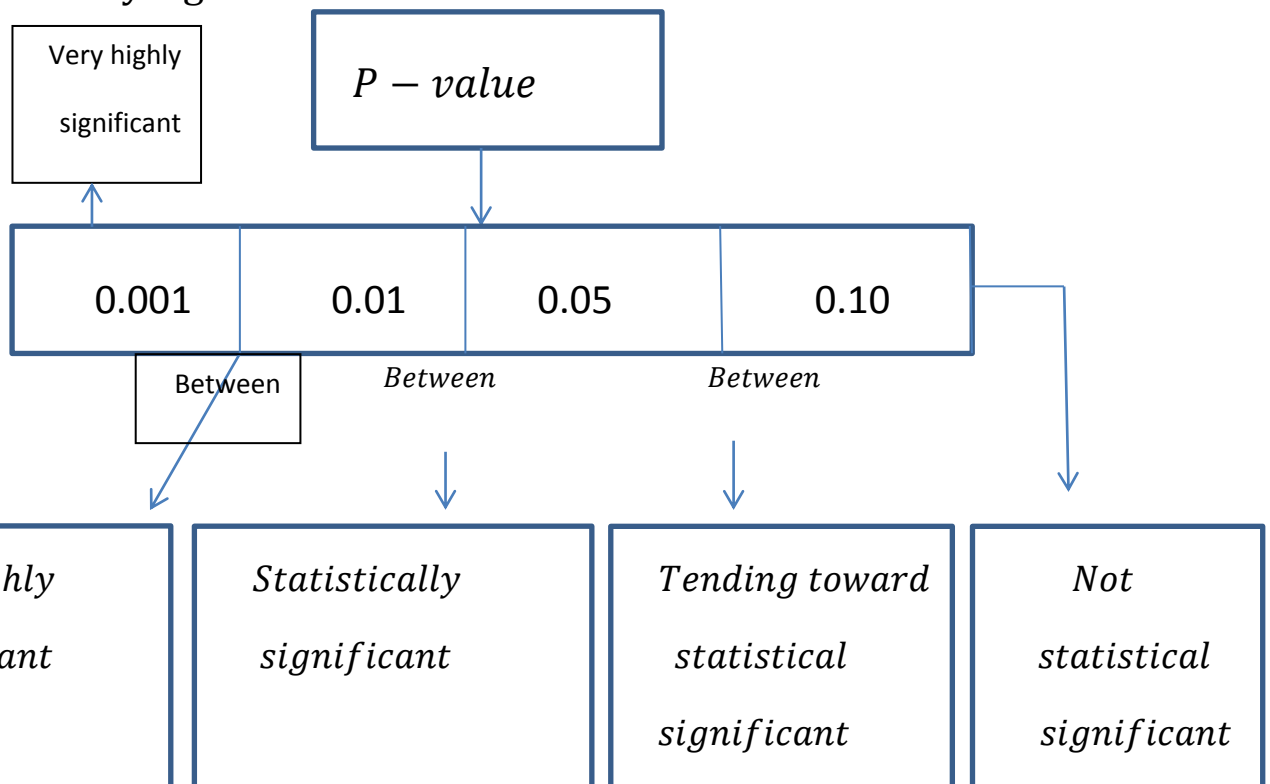 Very highly
significant
P − value
0.001 0.01 0.05 0.10
Between Between Between
Statistically
significant
Tending toward
statistical
significant
Not
statistical
significant